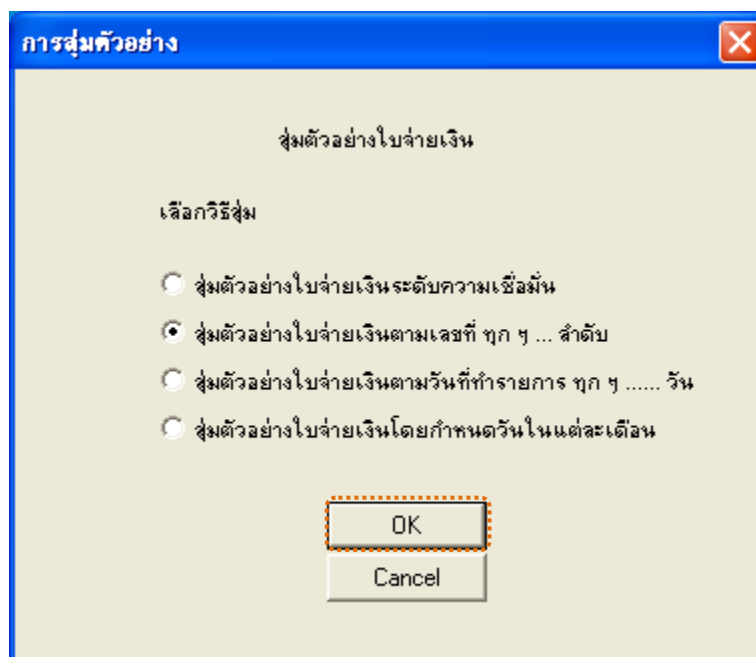 การสุ่มตัวอย่าง
สุ่มตัวอย่างใบจ่ายเงิน
เลือกวิธีสุ่ม
สุ่มตัวอย่างใบจ่ายเงินระดับความเชื่อมั่น
สุ่มตัวอย่างใบจ่ายเงินตามเลขที่ ทุก ๆ ... ลำดับ
สุ่มตัวอย่างใบจ่ายเงินตามวันที่ทำรายการ ทุก ๆ ...... วัน
สุ่มตัวอย่างใบจ่ายเงินโดยกำหนดวันในแต่ละเดือน
OK
Cancel